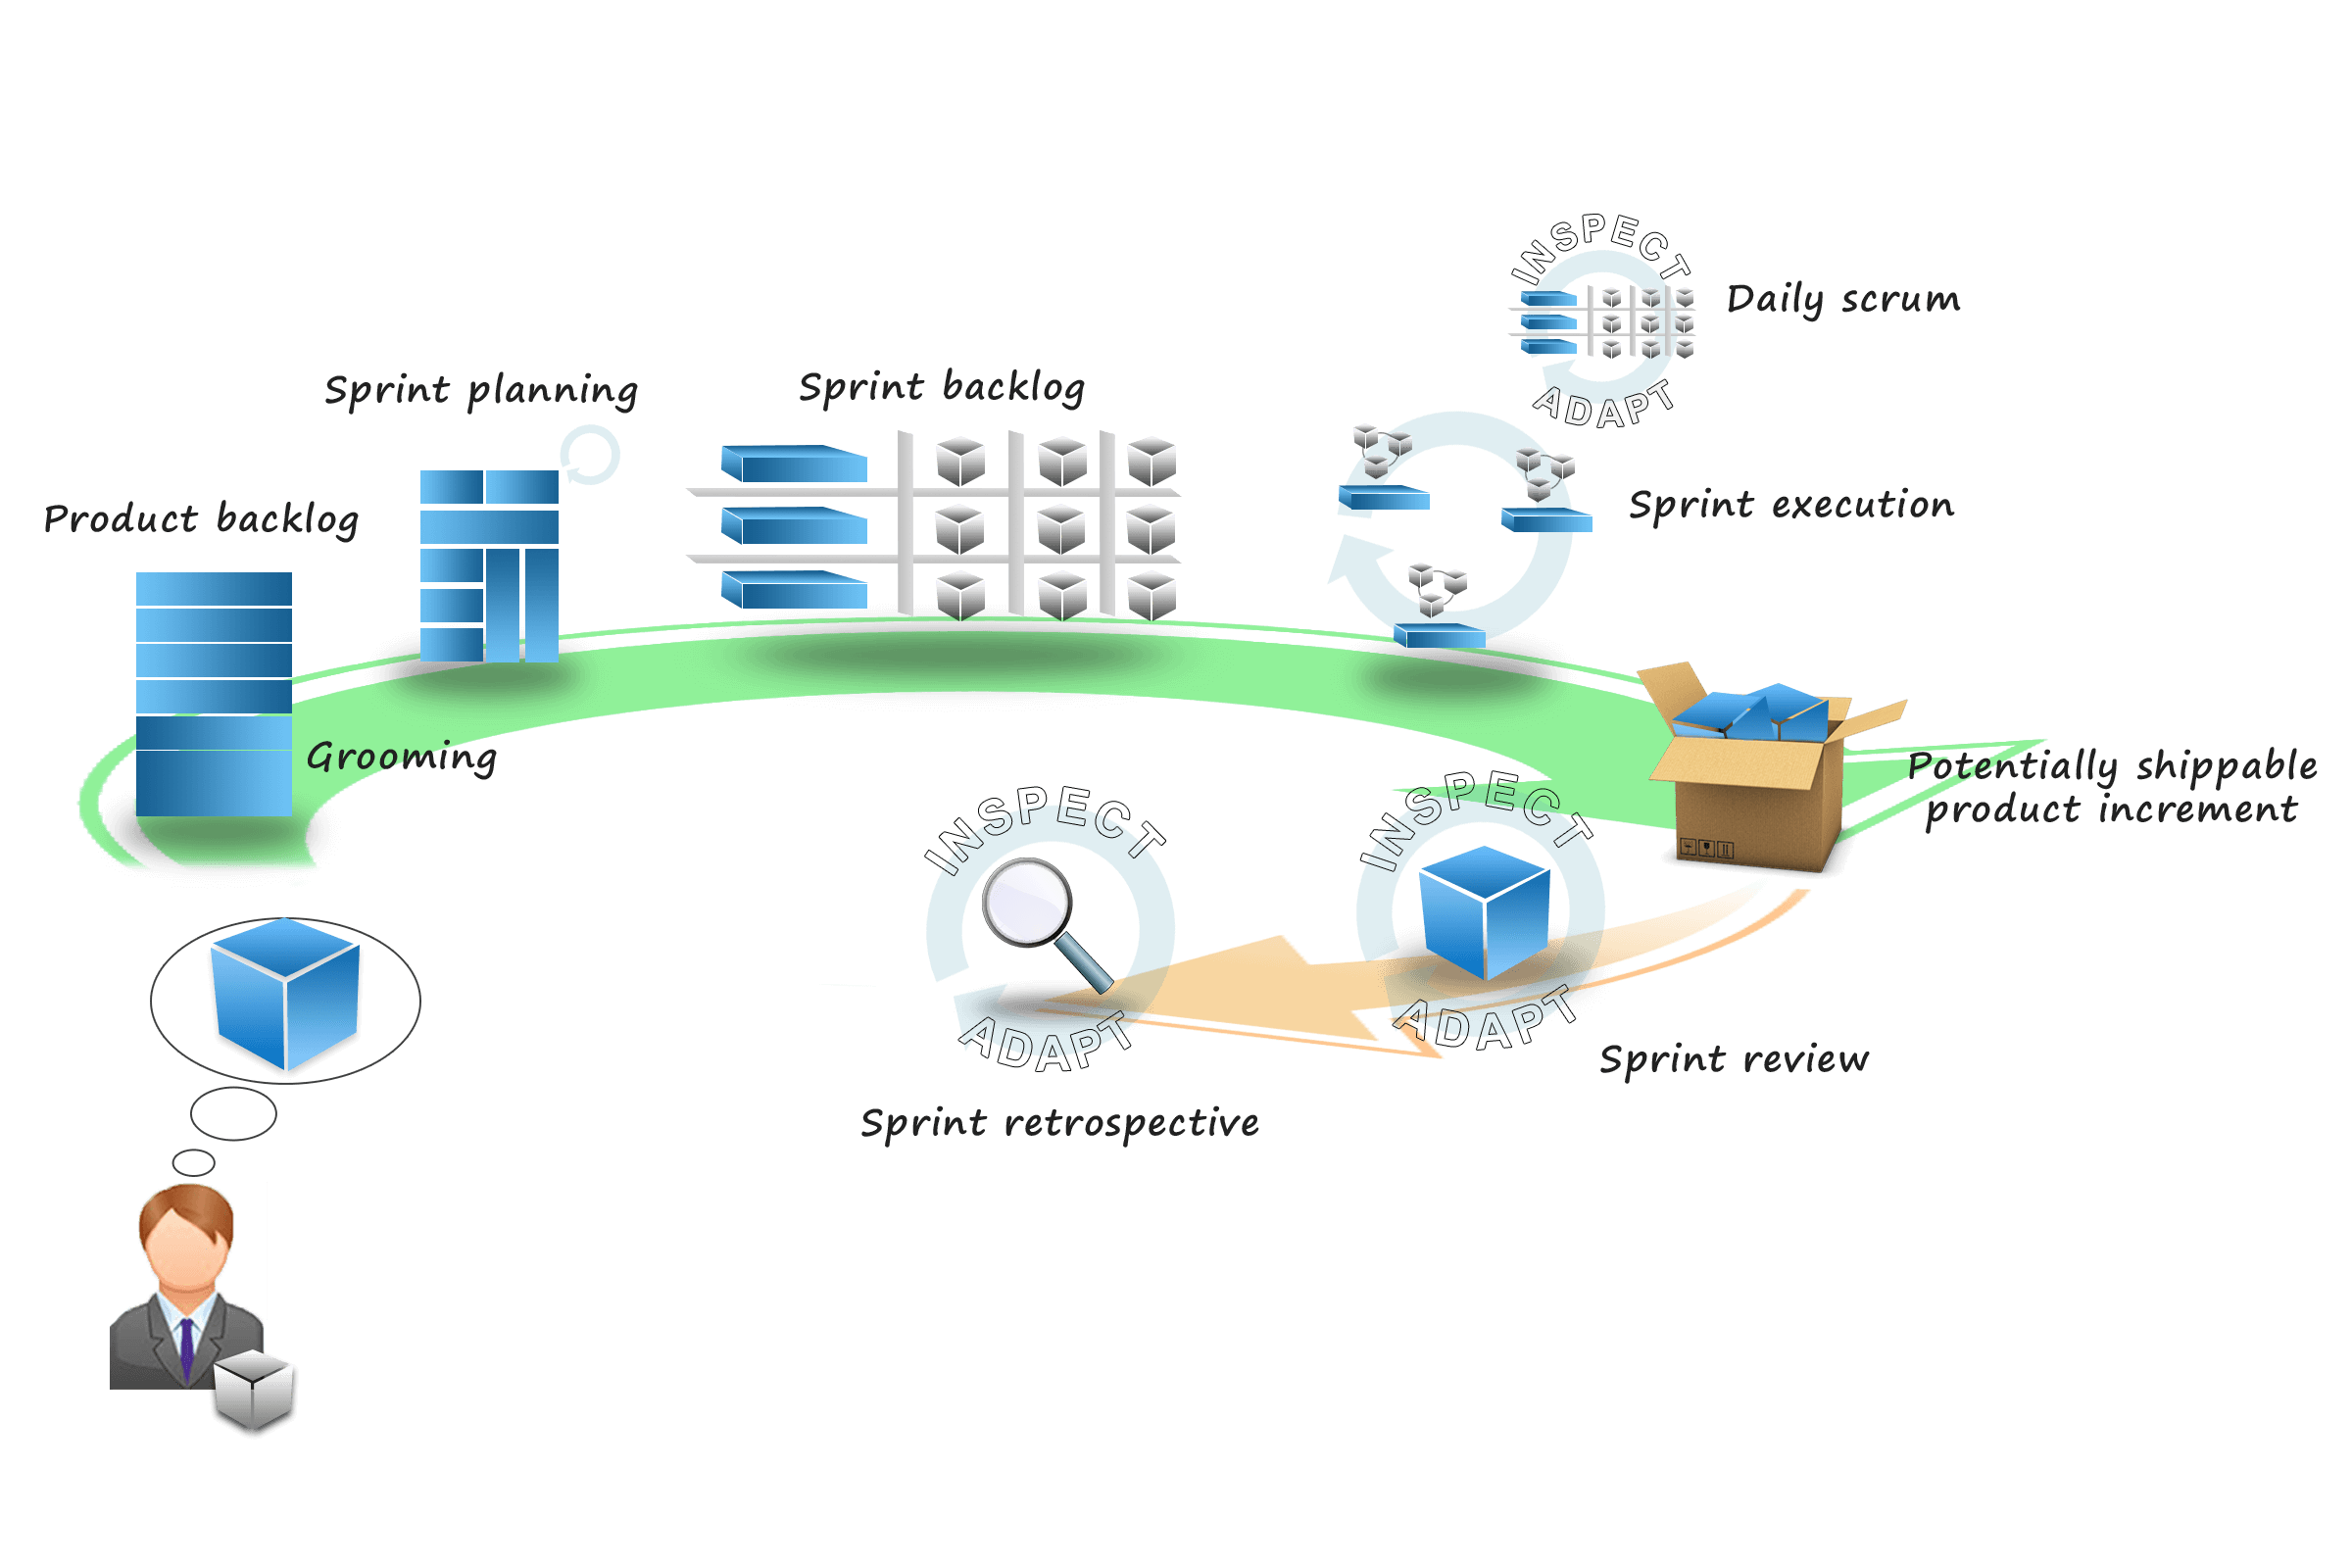 INSPECT
Daily scrum
ADAPT
Sprint planning
Sprint backlog
Product backlog
Sprint execution
Grooming
Potentially shippable
product increment
INSPECT
INSPECT
ADAPT
ADAPT
Sprint review
Sprint retrospective